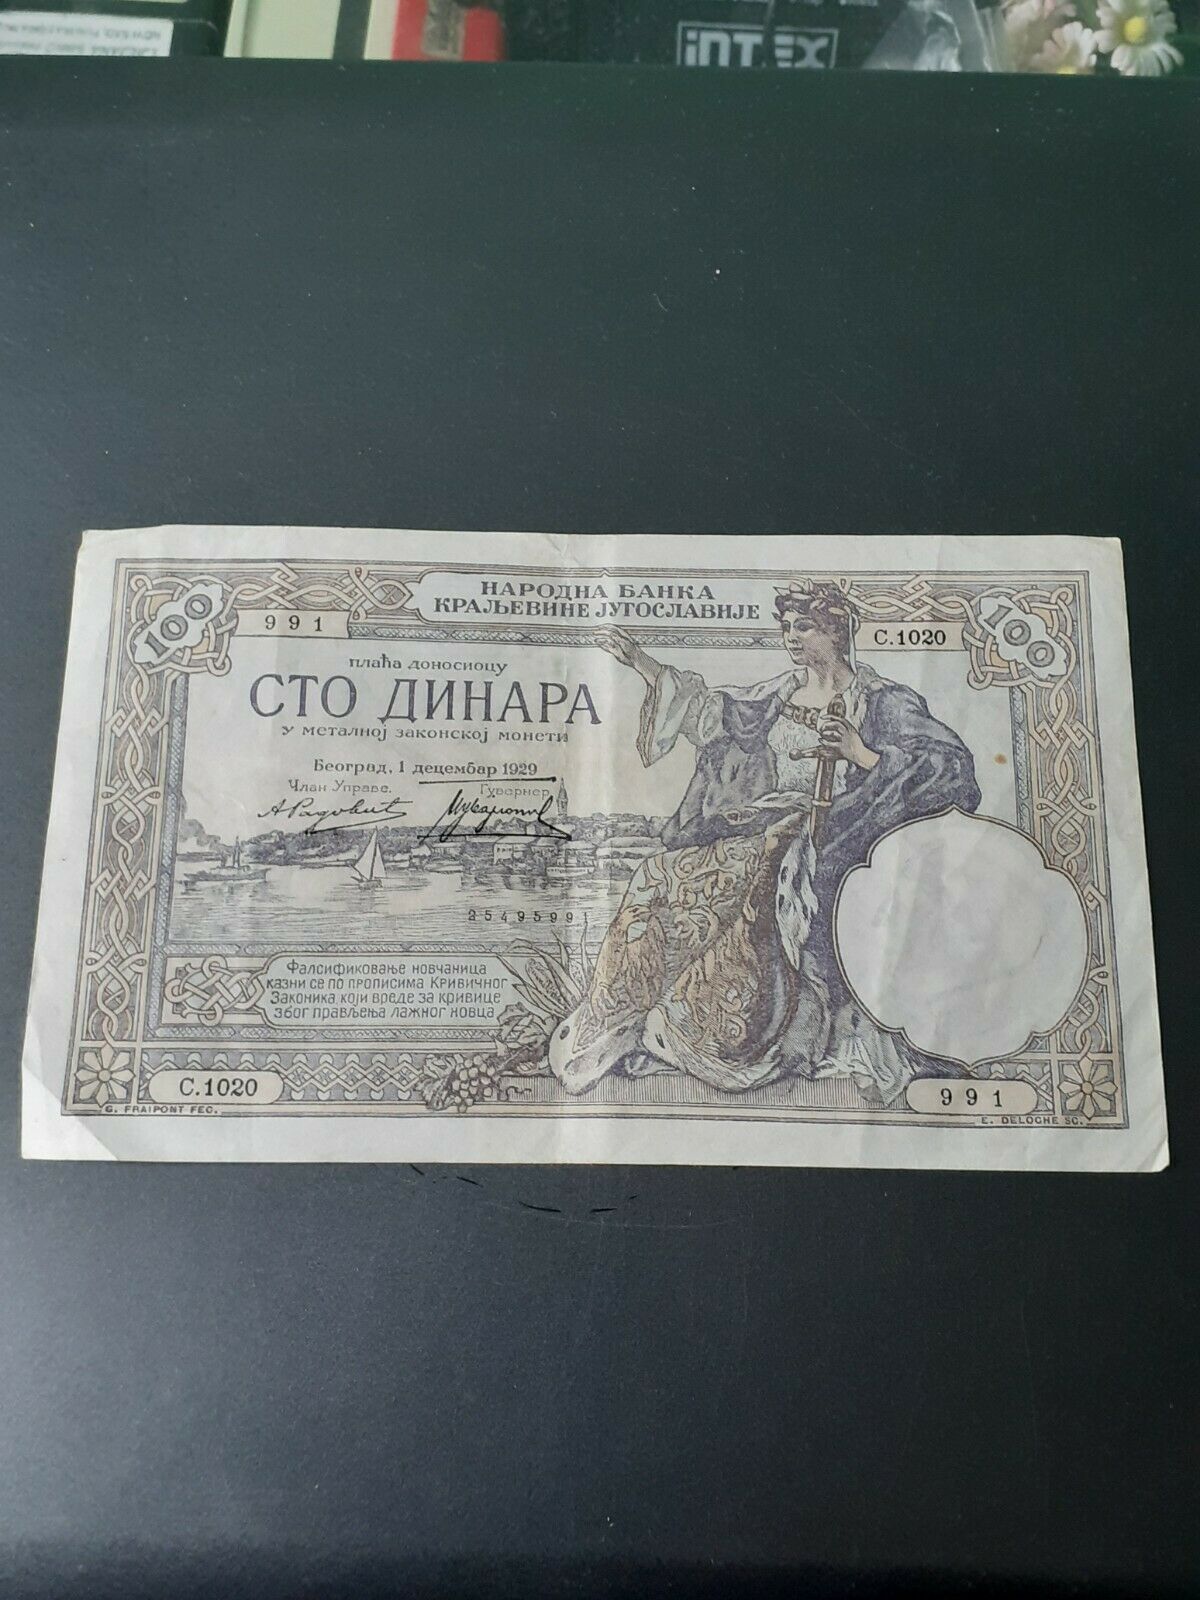 iNTEX
НАРОДНА БАНКА
КРАЉЕВИНЕ ЈУГОСЛАВИЈЕ
100
100
991
C.1020
плаћа доносиоцу
СТО ДИНАРА
у металној законској монети
Београд, 1 децембар 1929
Члан Управе,
Гувернер,
А Радовић
25495991
Фалсификовање новчаница
казни се по прописима Кривичног
Законика, који вреде за кривице
због прављења лажног новца
C.1020
991
G. FRAIPONT FEC.
E. DELOCHE SC.